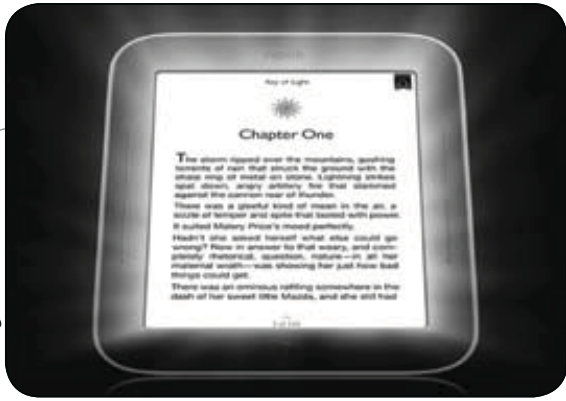 Key of Light
Chapter One
The storm ripped over the mountains, gushing
torrents of rain that struck the ground with the
sharp ring of metal on stone. Lightning strikes
spat down, angry artillery fire that slammed
against the cannon roar of thunder.
There was a gleeful kind of mean in the air, a
sizzle of temper and spite that boiled with power.
It suited Malory Price's mood perfectly.
Hadn't she asked herself what else could go
wrong? Now in answer to that weary, and com-
pletely rhetorical, question, nature—in all her
maternal wrath—was showing her just how bad
things could get.
There was an ominous rattling somewhere in the
dash of her sweet little Mazda, and she still had